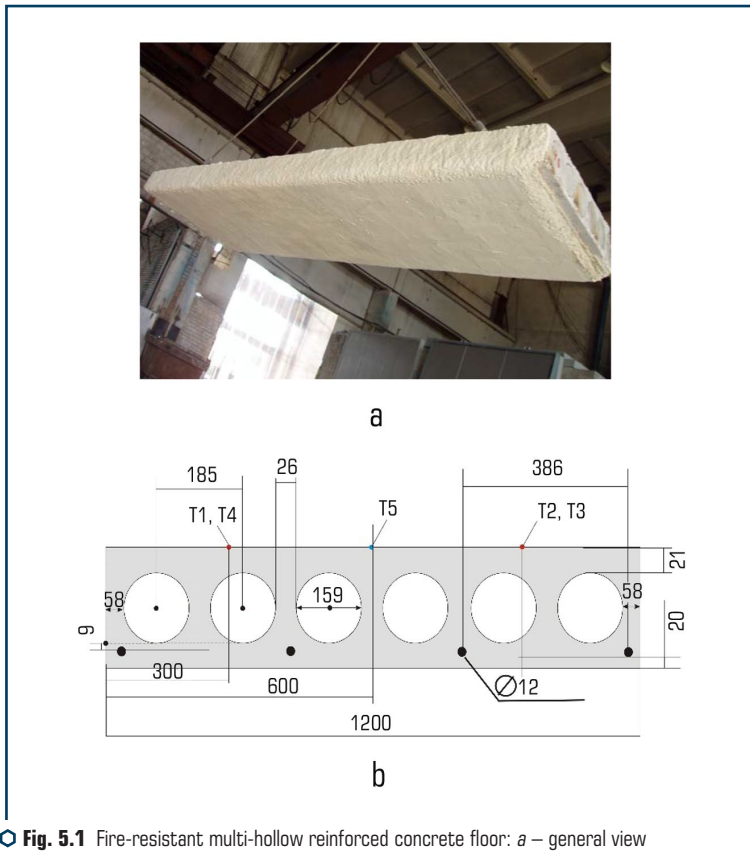 a
185
26
386
T1, T4
T5
T2, T3
21
58
159
58
9
20
300
600
Ø12
1200
b
Fig. 5.1 Fire-resistant multi-hollow reinforced concrete floor: a – general view